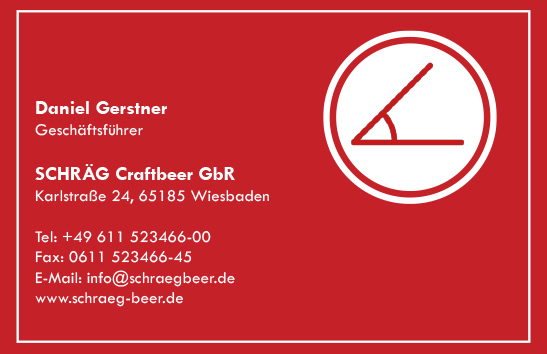 Daniel Gerstner
Geschäftsführer
SCHRÄG Craftbeer GbR
Karlstraße 24, 65185 Wiesbaden
Tel: +49 611 523466-00
Fax: 0611 523466-45
E-Mail: info@schraegbeer.de
www.schraeg-beer.de